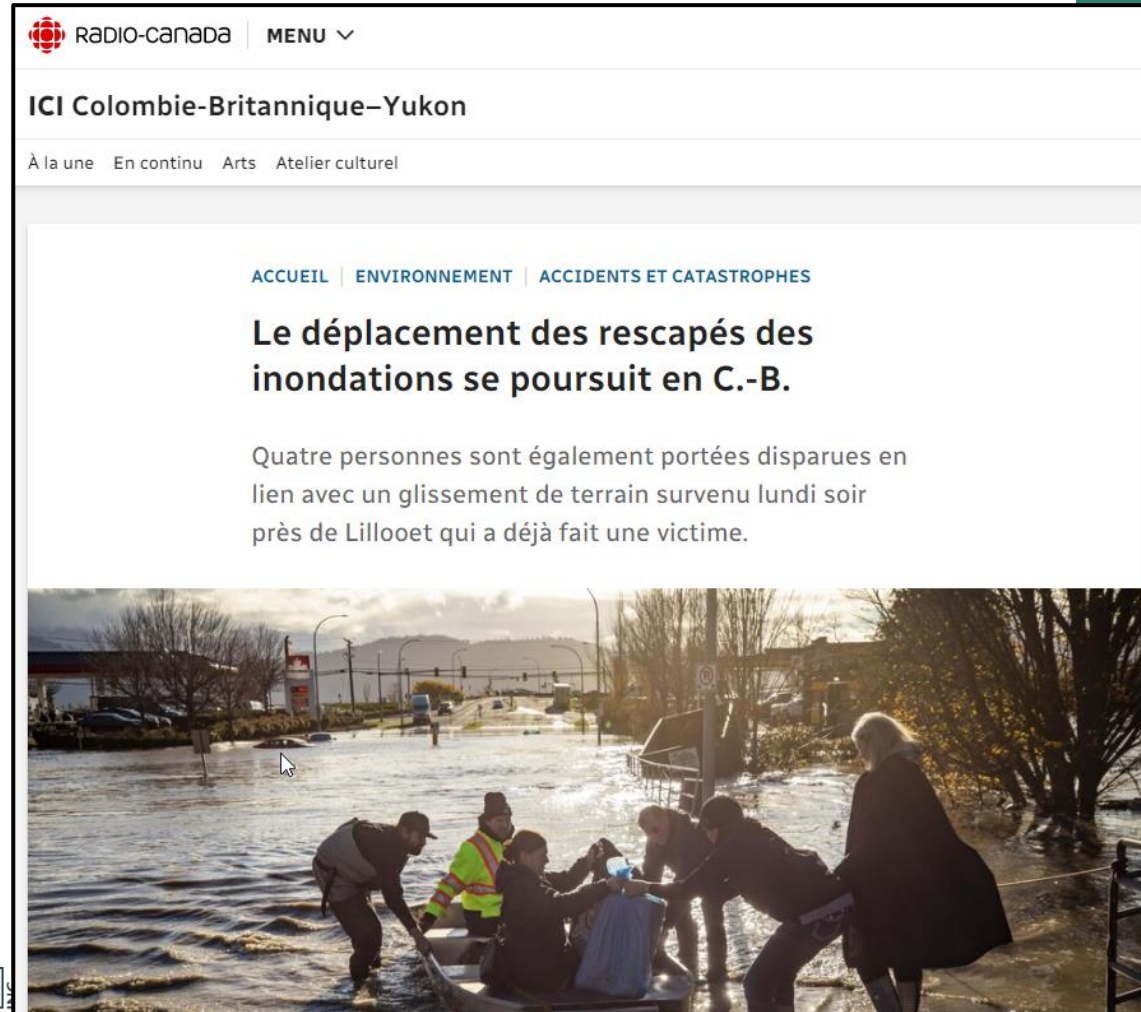 RADIO-CANADA MENU
ICI Colombie-Britannique–Yukon
À la une En continu Arts Atelier culturel
ACCUEIL | ENVIRONNEMENT | ACCIDENTS ET CATASTROPHES
Le déplacement des rescapés des
inondations se poursuit en C.-B.
Quatre personnes sont également portées disparues en
lien avec un glissement de terrain survenu lundi soir
près de Lillooet qui a déjà fait une victime.